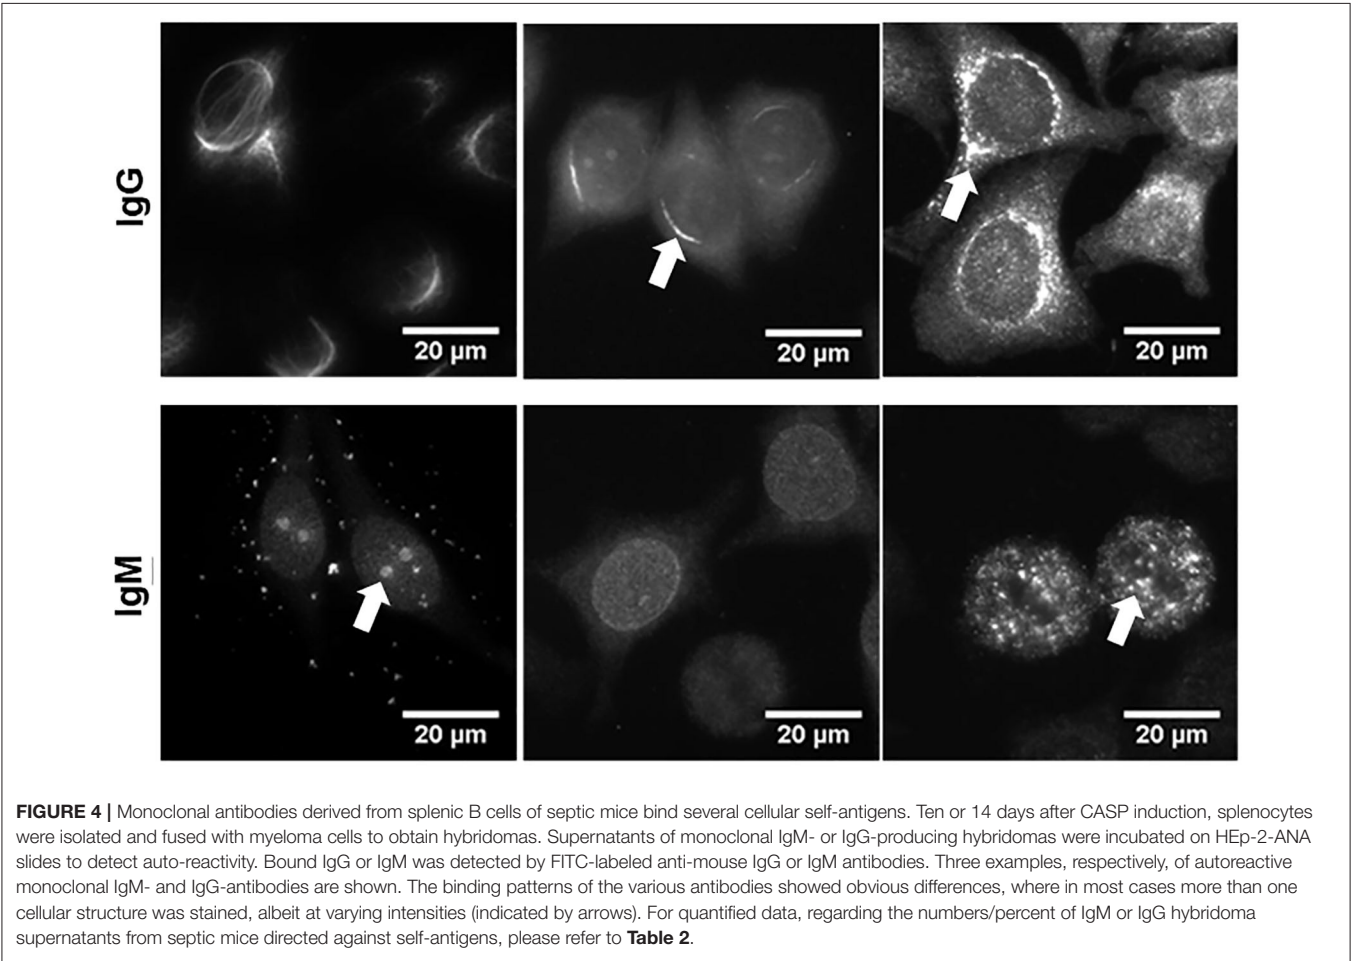 IgG
20 µm
20 µm
20 µm
IgM
20 µm
20 µm
20 µm
FIGURE 4 | Monoclonal antibodies derived from splenic B cells of septic mice bind several cellular self-antigens. Ten or 14 days after CASP induction, splenocytes
were isolated and fused with myeloma cells to obtain hybridomas. Supernatants of monoclonal IgM- or IgG-producing hybridomas were incubated on HEp-2-ANA
slides to detect auto-reactivity. Bound IgG or IgM was detected by FITC-labeled anti-mouse IgG or IgM antibodies. Three examples, respectively, of autoreactive
monoclonal IgM- and IgG-antibodies are shown. The binding patterns of the various antibodies showed obvious differences, where in most cases more than one
cellular structure was stained, albeit at varying intensities (indicated by arrows). For quantified data, regarding the numbers/percent of IgM or IgG hybridoma
supernatants from septic mice directed against self-antigens, please refer to Table 2.